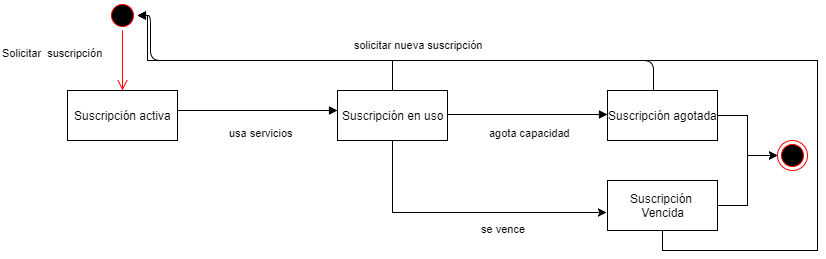 solicitar nueva suscripción
Solicitar suscripción
Suscripción activa
usa servicios
Suscripción en uso
agota capacidad
Suscripción agotada
se vence
Suscripción
Vencida